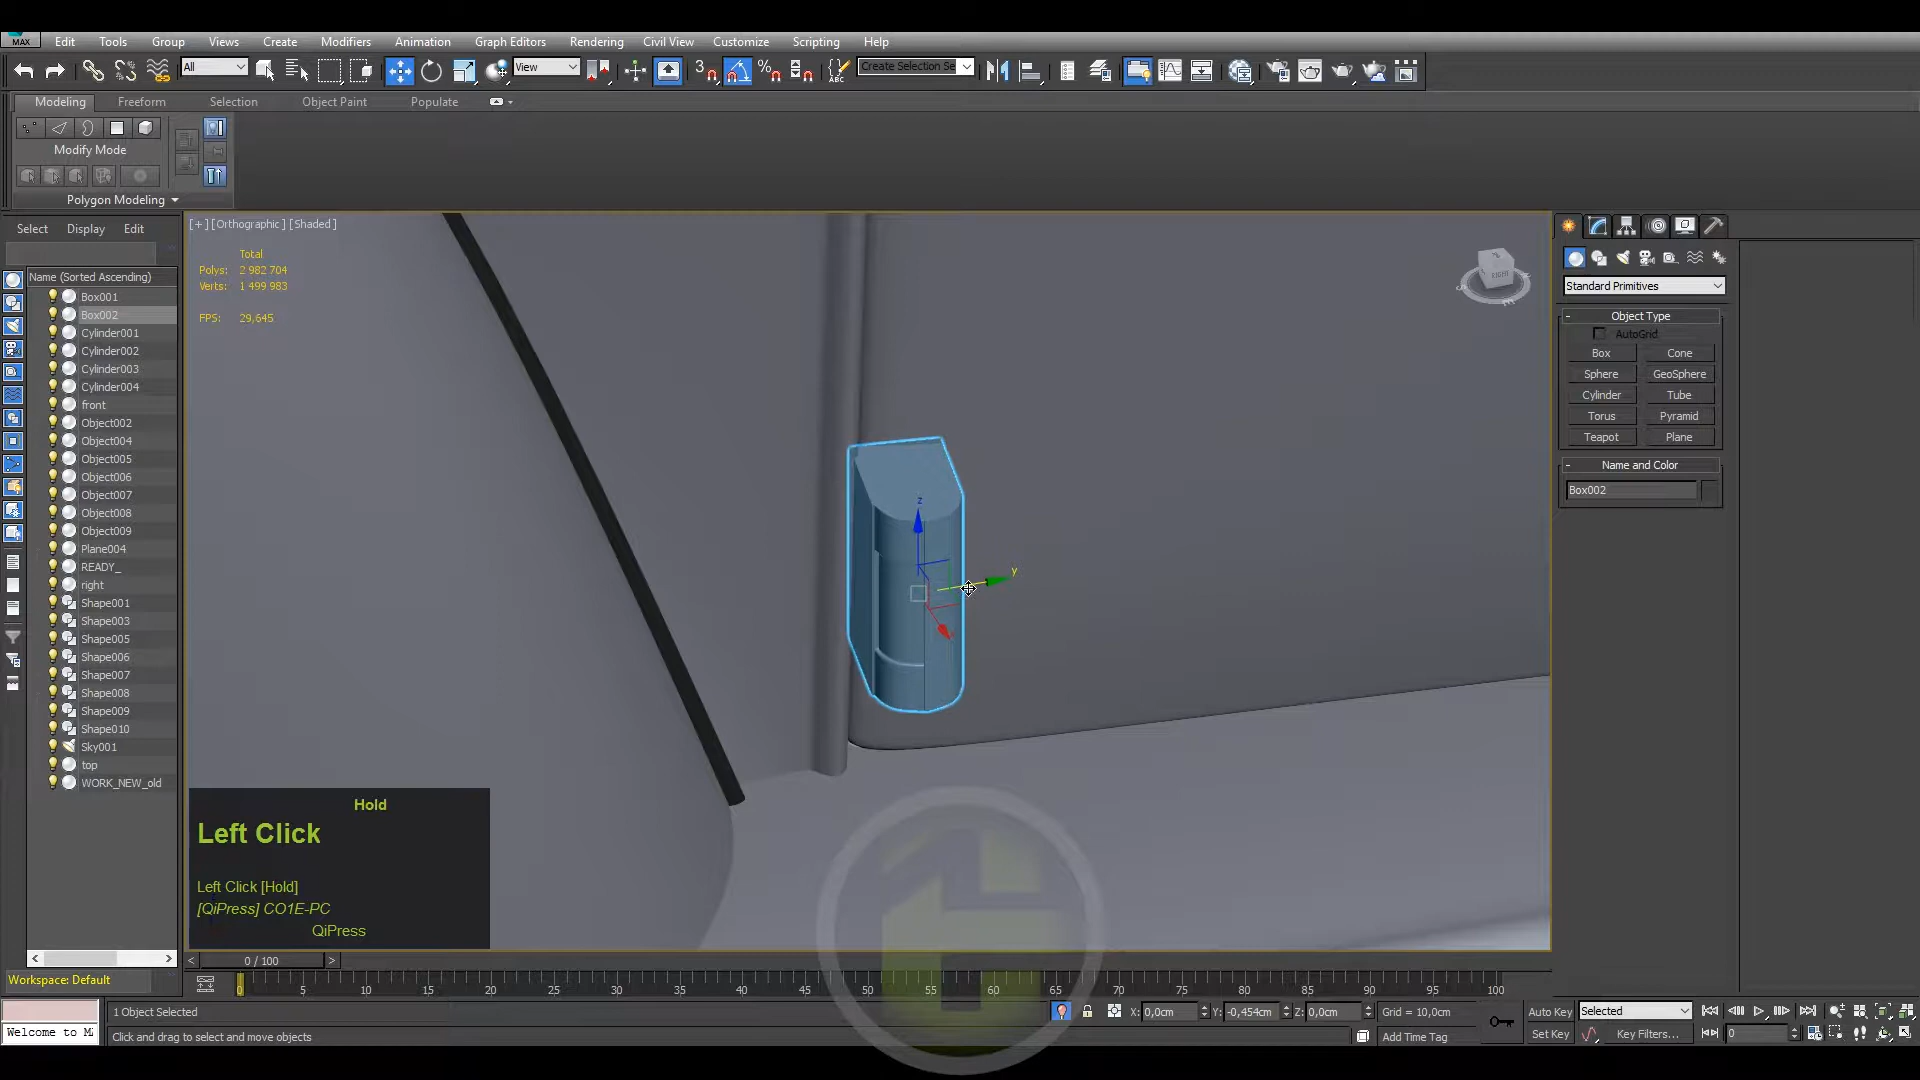 MAX
Edit Tools Group Views Create Modifiers Animation Graph Editors Rendering Civil View Customize Scripting Help
All View 3 % ABC Create Selection Se
Modeling Freeform Selection Object Paint Populate
Modify Mode
Polygon Modeling
Select Display Edit
Name (Sorted Ascending)
Box001
Box002
Cylinder001
Cylinder002
Cylinder003
Cylinder004
front
Object002
Object004
Object005
Object006
Object007
Object008
Object009
Plane004
READY_
right
Shape001
Shape003
Shape005
Shape006
Shape007
Shape008
Shape009
Shape010
Sky001
top
WORK_NEW_old
[+] [Orthographic] [Shaded]
Total
Polys: 2 982 704
Verts: 1 499 983
FPS: 29,645
RIGHT
z
y
Standard Primitives
- Object Type
AutoGrid
Box Cone
Sphere GeoSphere
Cylinder Tube
Torus Pyramid
Teapot Plane
- Name and Color
Box002
Hold
Left Click
Left Click [Hold]
[QiPress] CO1E-PC
QiPress
< 0 / 100 >
Workspace: Default
0 5 10 15 20 25 30 35 40 45 50 55 60 65 70 75 80 85 90 95 100
1 Object Selected X: 0,0cm Y: -0,454cm Z: 0,0cm Grid = 10,0cm Auto Key Selected
Welcome to M Click and drag to select and move objects Add Time Tag Set Key Key Filters... 0